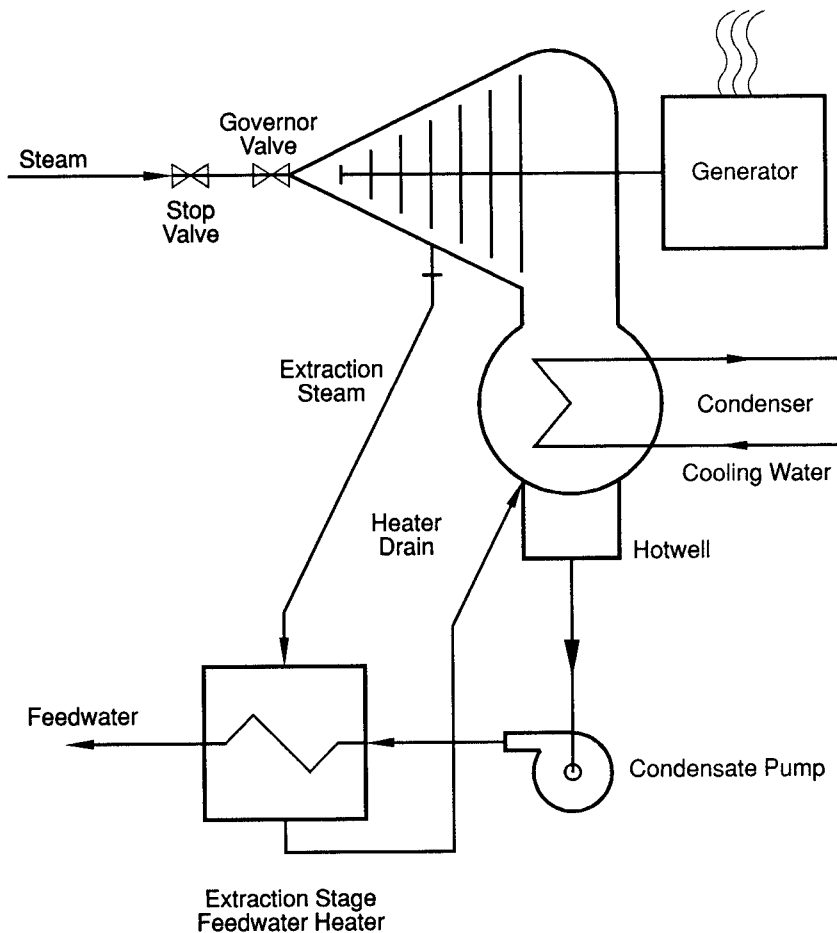 Governor
Valve
Steam
Stop
Valve
Generator
Extraction
Steam
Condenser
Cooling Water
Heater
Drain
Hotwell
Feedwater
Condensate Pump
Extraction Stage
Feedwater Heater